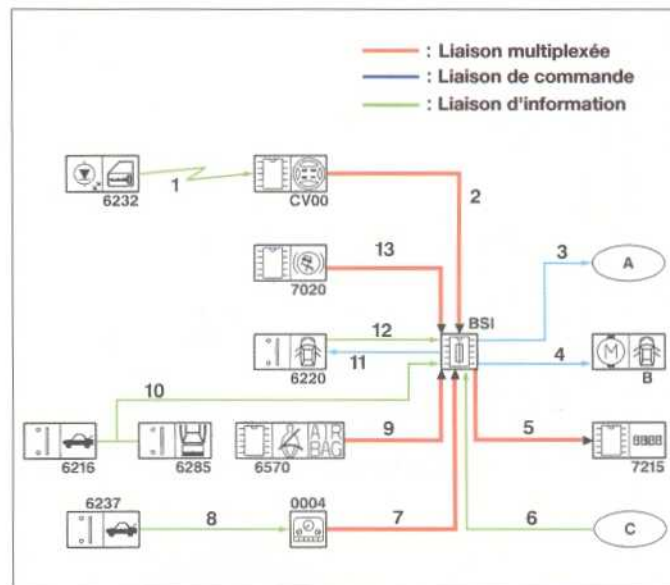 : Liaison multiplexée
: Liaison de commande
: Liaison d'information
6232
1
CV00
2
7020
13
3
A
BSI
6220
12
11
4
M
B
10
6216
6285
6570
AIR
BAG
9
5
8888
7215
6237
8
0004
7
6
C